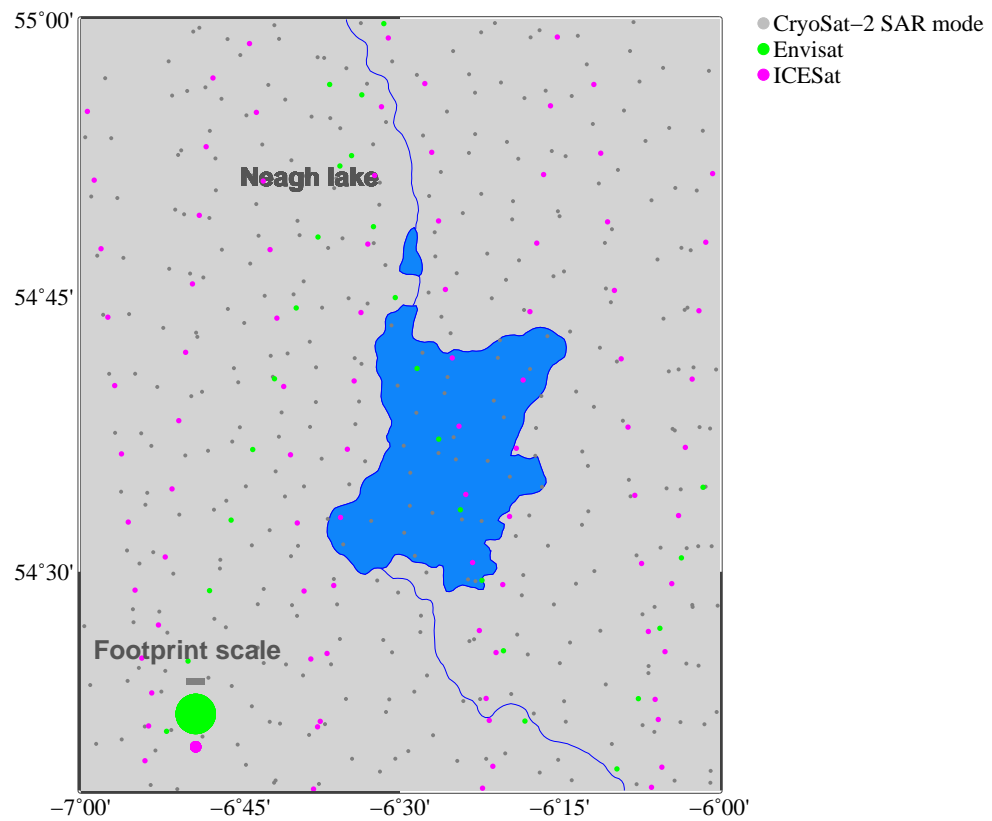 55°00'
CryoSat−2 SAR mode
Envisat
ICESat
Neagh lake
54°45'
54°30'
Footprint scale
−7°00'
−6°45'
−6°30'
−6°15'
−6°00'